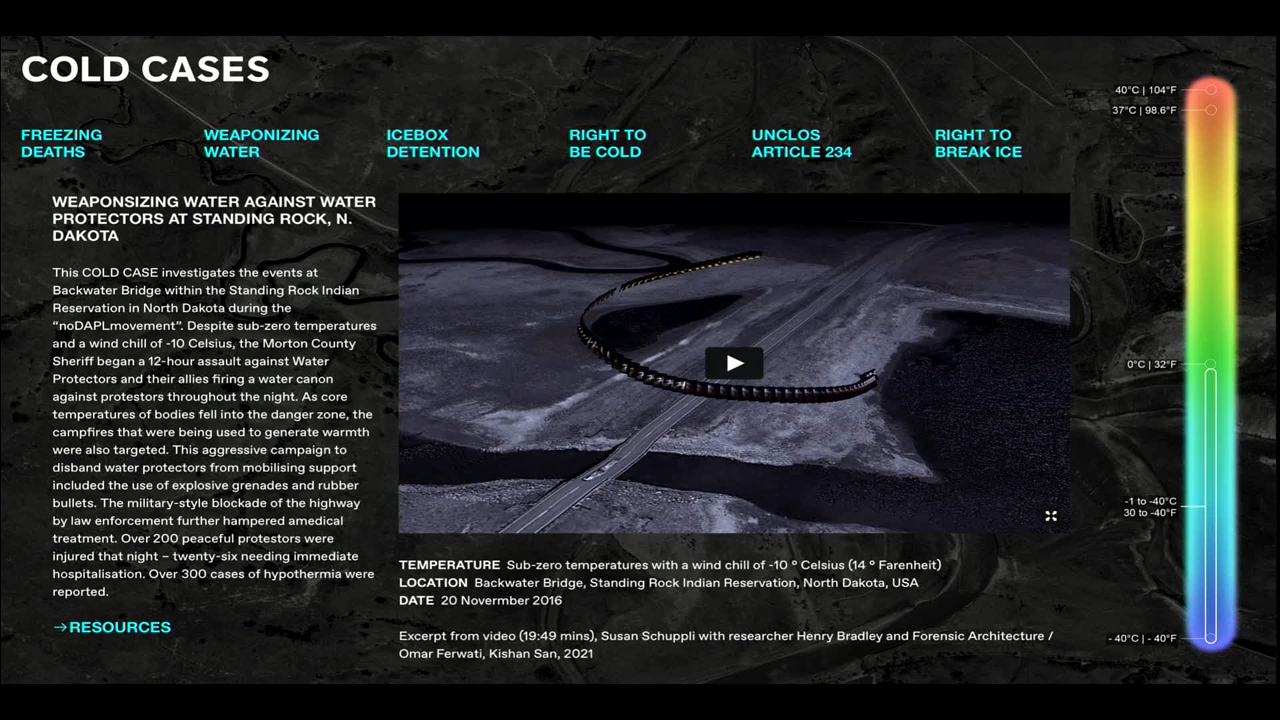 COLD CASES
FREEZING
DEATHS
WEAPONIZING
WATER
ICEBOX
DETENTION
RIGHT TO
BE COLD
UNCLOS
ARTICLE 234
RIGHT TO
BREAK ICE
WEAPONSIZING WATER AGAINST WATER
PROTECTORS AT STANDING ROCK, N.
DAKOTA
This COLD CASE investigates the events at
Backwater Bridge within the Standing Rock Indian
Reservation in North Dakota during the
“noDAPLmovement”. Despite sub-zero temperatures
and a wind chill of -10 Celsius, the Morton County
Sheriff began a 12-hour assault against Water
Protectors and their allies firing a water canon
against protestors throughout the night. As core
temperatures of bodies fell into the danger zone, the
campfires that were being used to generate warmth
were also targeted. This aggressive campaign to
disband water protectors from mobilising support
included the use of explosive grenades and rubber
bullets. The military-style blockade of the highway
by law enforcement further hampered amedical
treatment. Over 200 peaceful protestors were
injured that night – twenty-six needing immediate
hospitalisation. Over 300 cases of hypothermia were
reported.
→RESOURCES
TEMPERATURE Sub-zero temperatures with a wind chill of -10 º Celsius (14 º Farenheit)
LOCATION Backwater Bridge, Standing Rock Indian Reservation, North Dakota, USA
DATE 20 Novermber 2016
Excerpt from video (19:49 mins), Susan Schuppli with researcher Henry Bradley and Forensic Architecture /
Omar Ferwati, Kishan San, 2021
40°C | 104°F
37°C | 98.6°F
0°C | 32°F
-1 to -40°C
30 to -40°F
- 40°C | - 40°F